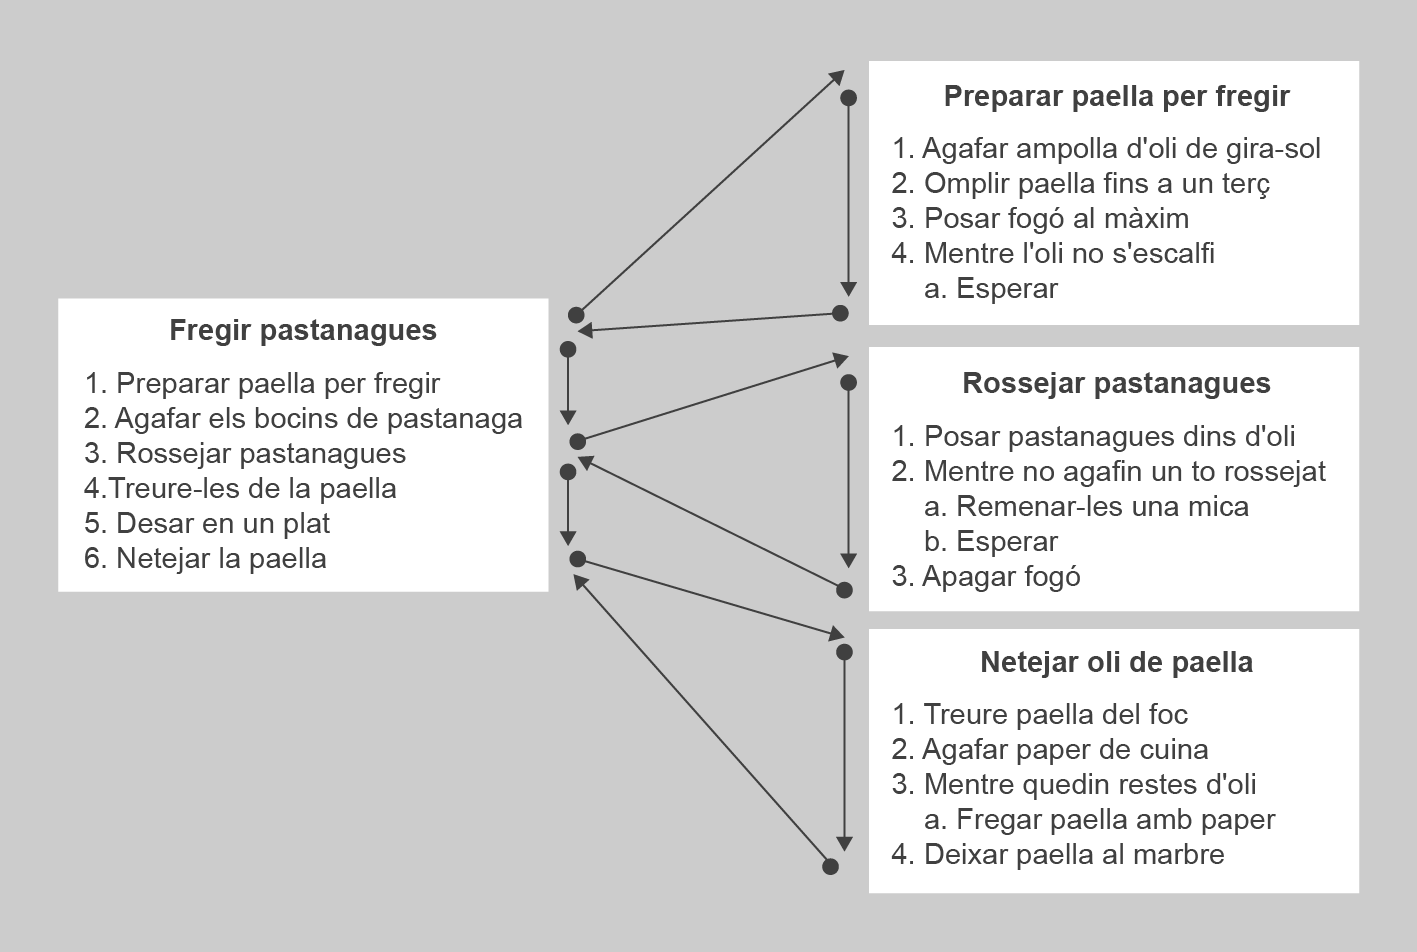 Fregir pastanagues
1. Preparar paella per fregir
2. Agafar els bocins de pastanaga
3. Rossejar pastanagues
4.Treure-les de la paella
5. Desar en un plat
6. Netejar la paella
Preparar paella per fregir
1. Agafar ampolla d'oli de gira-sol
2. Omplir paella fins a un terç
3. Posar fogó al màxim
4. Mentre l'oli no s'escalfi
a. Esperar
Rossejar pastanagues
1. Posar pastanagues dins d'oli
2. Mentre no agafin un to rossejat
a. Remenar-les una mica
b. Esperar
3. Apagar fogó
Netejar oli de paella
1. Treure paella del foc
2. Agafar paper de cuina
3. Mentre quedin restes d'oli
a. Fregar paella amb paper
4. Deixar paella al marbre